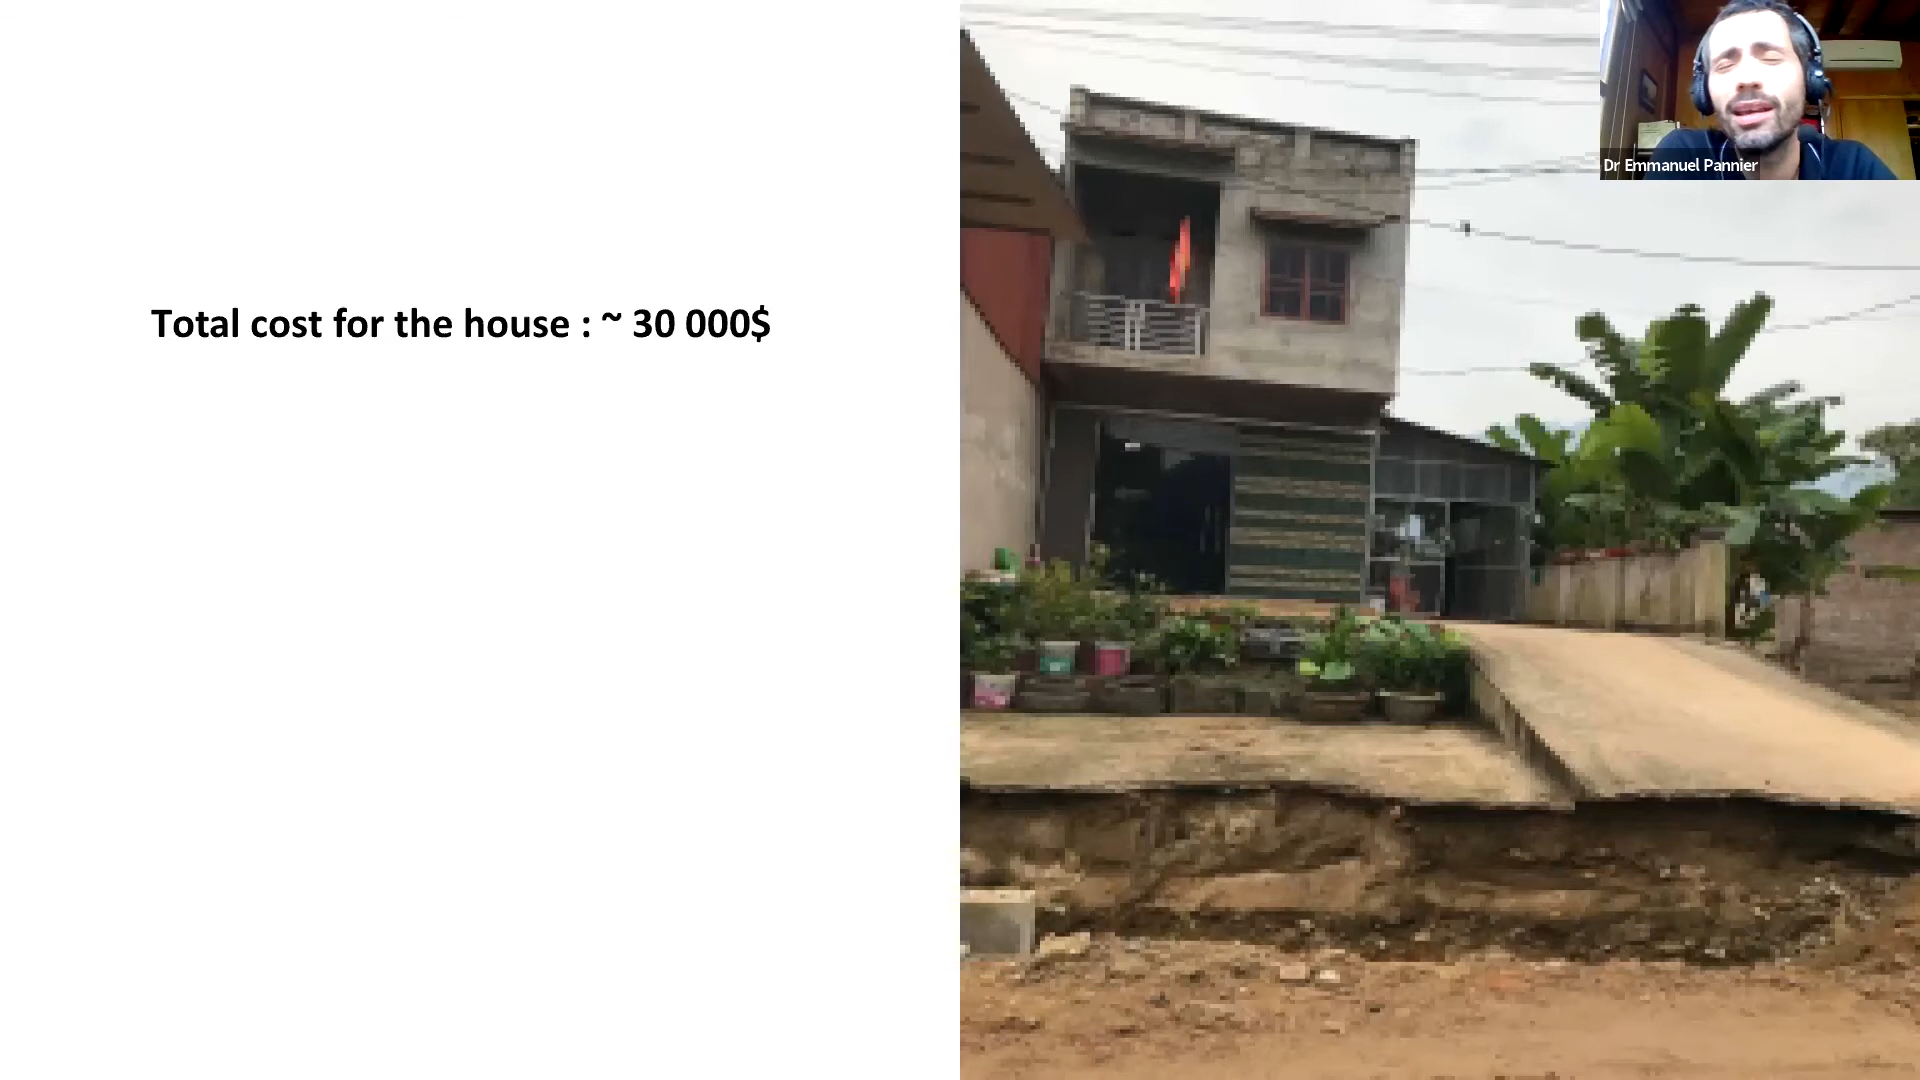 Total cost for the house : ~ 30 000$
Dr Emmanuel Pannier